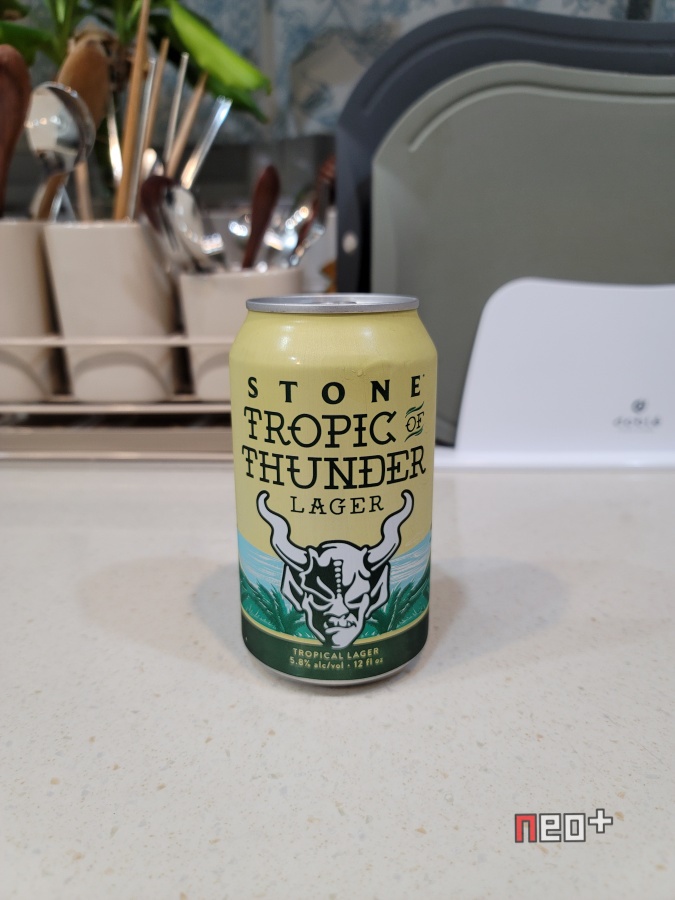 STONE
TROPIC OF
THUNDER
LAGER
TROPICAL LAGER
5.8% alc/vol · 12 fl oz
neo+